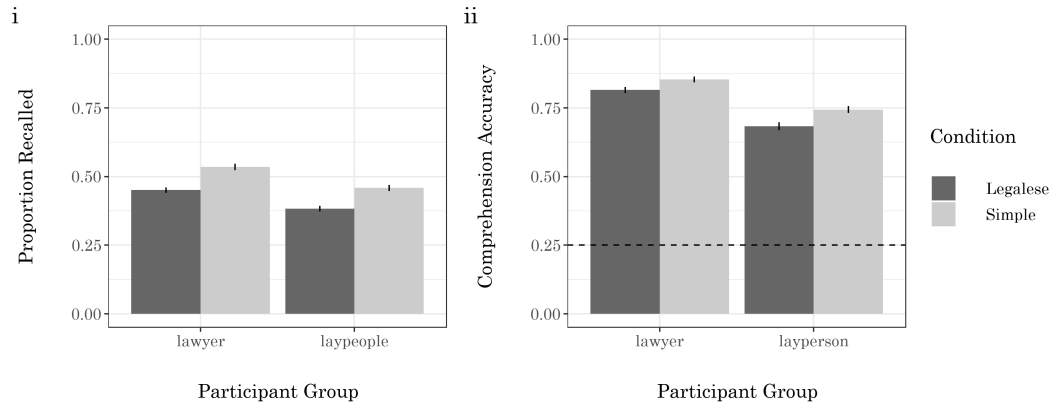 i
Proportion Recalled
1.00
0.75
0.50
0.25
0.00
lawyer
laypeople
Participant Group
ii
Comprehension Accuracy
1.00
0.75
0.50
0.25
0.00
lawyer
layperson
Participant Group
Condition
Legalese
Simple